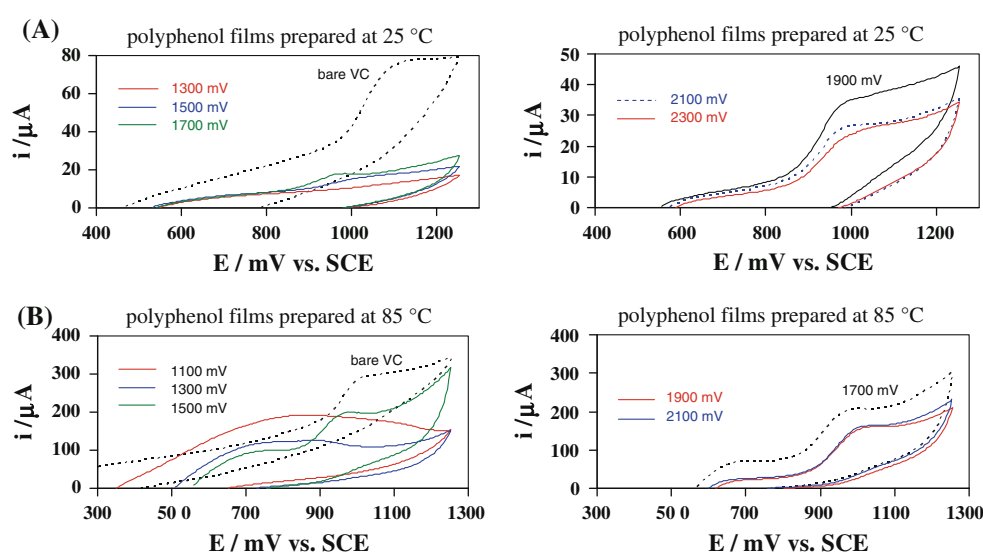 (A)
polyphenol films prepared at 25 °C
80
60
40
20
0
i /µA
bare VC
1300 mV
1500 mV
1700 mV
400 600 800 1000 1200
E / mV vs. SCE
polyphenol films prepared at 25 °C
50
40
30
20
10
0
i /µA
1900 mV
2100 mV
2300 mV
400 600 800 1000 1200
E / mV vs. SCE
(B)
polyphenol films prepared at 85 °C
400
300
200
100
0
i /µA
bare VC
1100 mV
1300 mV
1500 mV
300 50 0 700 900 1100 1300
E / mV vs. SCE
polyphenol films prepared at 85 °C
400
300
200
100
0
i /µA
1700 mV
1900 mV
21 00 mV
300 50 0 700 900 1100 1300
E / mV vs. SCE